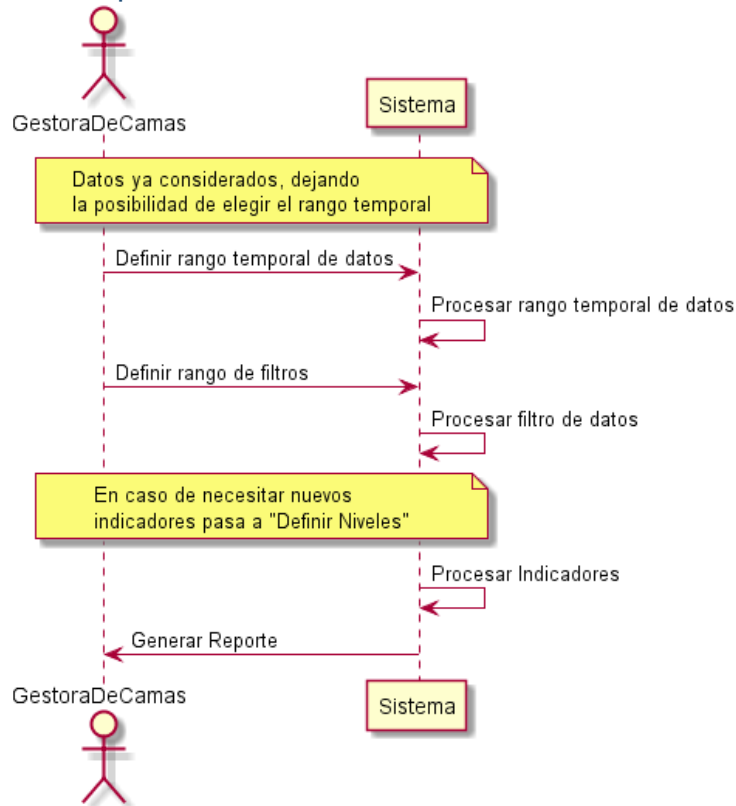 GestoraDeCamas
Sistema
Datos ya considerados, dejando
la posibilidad de elegir el rango temporal
Definir rango temporal de datos
Procesar rango temporal de datos
Definir rango de filtros
Procesar filtro de datos
En caso de necesitar nuevos
indicadores pasa a "Definir Niveles"
Procesar Indicadores
Generar Reporte
GestoraDeCamas
Sistema